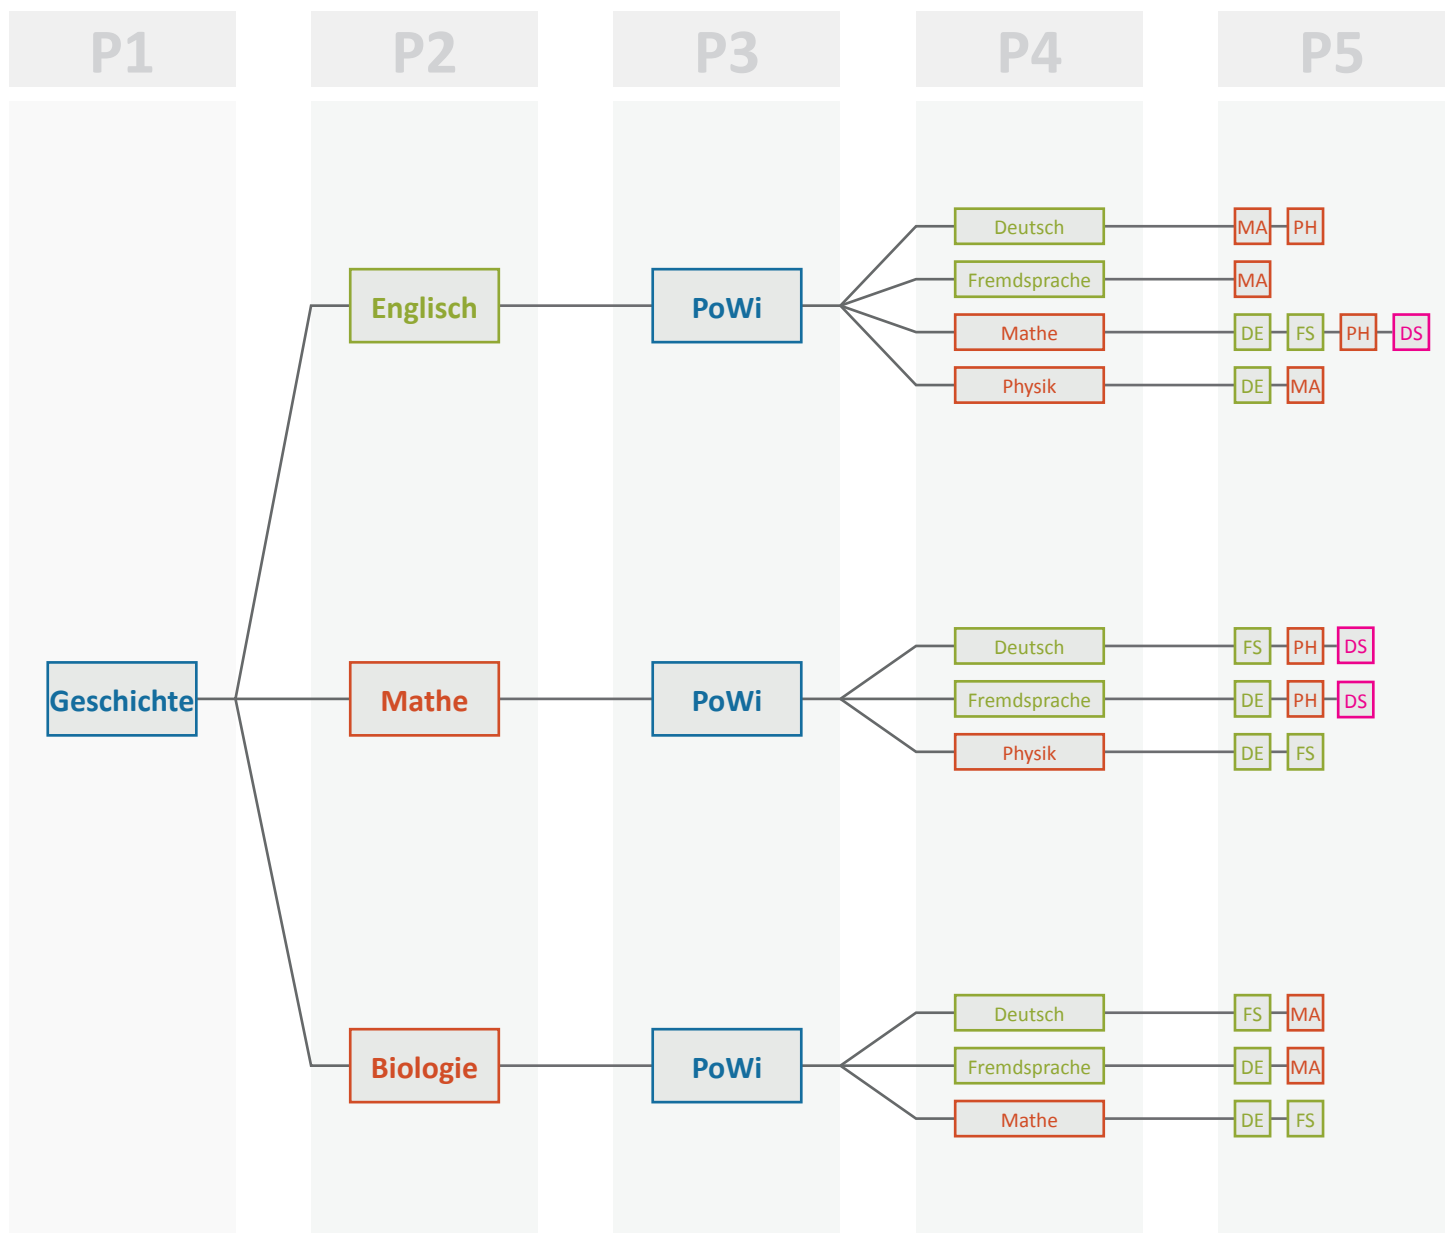 P1 P2 P3 P4 P5
Deutsch MA PH
Fremdsprache MA
Englisch PoWi
Mathe DE FS PH DS
Physik DE MA
Deutsch FS PH DS
Geschichte Mathe PoWi Fremdsprache DE PH DS
Physik DE FS
Deutsch FS MA
Biologie PoWi Fremdsprache DE MA
Mathe DE FS